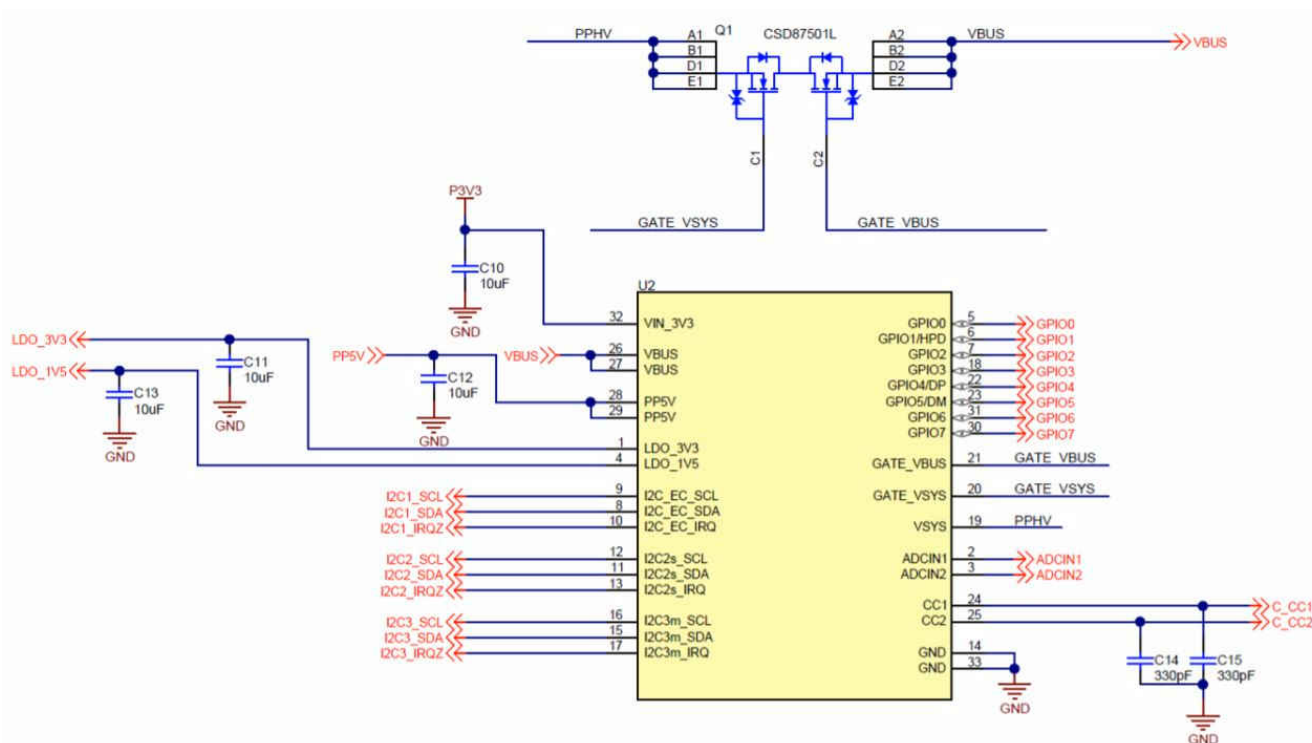 PPHV A1 Q1 CSD87501L A2 VBUS VBUS
B1 B2
D1 D2
E1 E2
C1 C2
P3V3
GATE_VSYS GATE_VBUS
C10
10uF
GND
U2
32 VIN_3V3 GPIO0 5 GPIO0
GPIO1/HPD 6 GPIO1
LDO_3V3 PP5V VBUS 26 VBUS GPIO2 7 GPIO2
27 VBUS GPIO3 18 GPIO3
LDO_1V5 C11 C12 GPIO4/DP 22 GPIO4
10uF 10uF
C13 28 PP5V GPIO5/DM 23 GPIO5
10uF 29 PP5V GPIO6 31 GPIO6
GND GND GPIO7 30 GPIO7
GND
1 LDO_3V3
4 LDO_1V5 GATE_VBUS 21 GATE_VBUS
I2C1_SCL 9 I2C_EC_SCL GATE_VSYS 20 GATE_VSYS
I2C1_SDA 8 I2C_EC_SDA
I2C1_IRQZ 10 I2C_EC_IRQ VSYS 19 PPHV
I2C2_SCL 12 I2C2s_SCL ADCIN1 2 ADCIN1
I2C2_SDA 11 I2C2s_SDA ADCIN2 3 ADCIN2
I2C2_IRQZ 13 I2C2s_IRQ
CC1 24 C_CC1
I2C3_SCL 16 I2C3m_SCL CC2 25 C_CC2
I2C3_SDA 15 I2C3m_SDA
I2C3_IRQZ 17 I2C3m_IRQ GND 14
GND 33
C14 C15
330pF 330pF
GND
GND